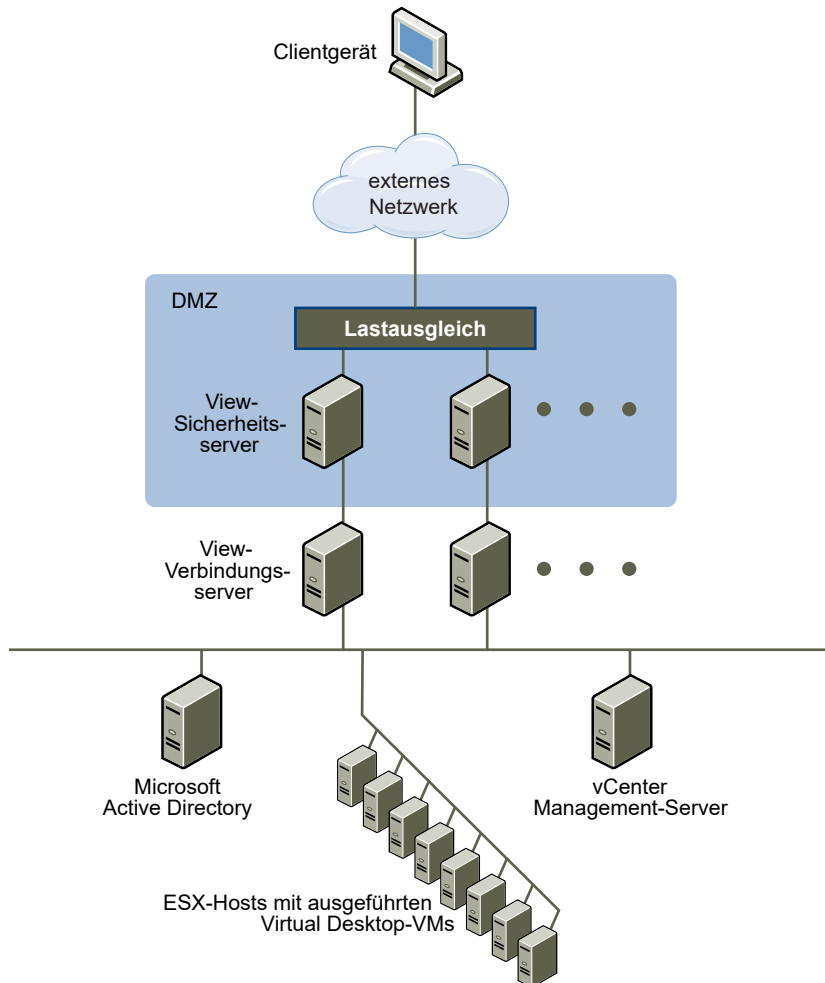 Clientgerät
externes
Netzwerk
DMZ
Lastausgleich
View-
Sicherheits-
server
View-
Verbindungs-
server
Microsoft
Active Directory
vCenter
Management-Server
ESX-Hosts mit ausgeführten
Virtual Desktop-VMs